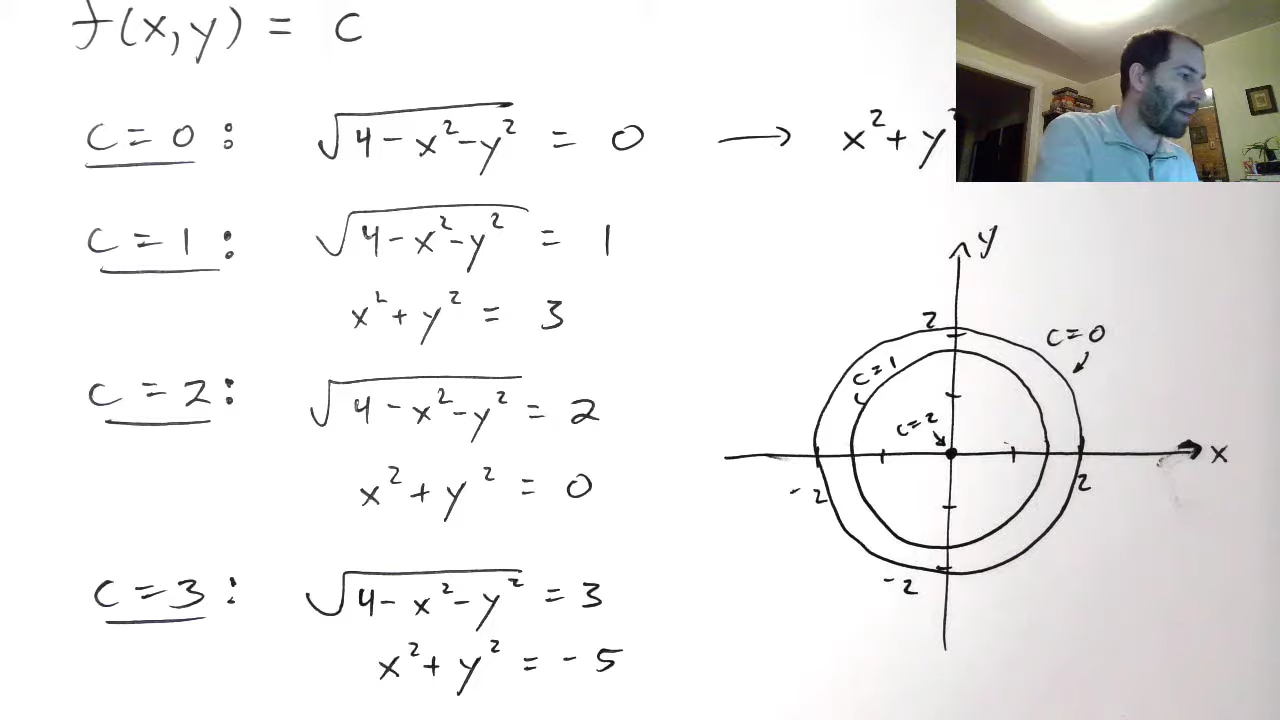 f(x,y) = c
c = 0 : √(4 - x² - y²) = 0 → x² + y²
c = 1 : √(4 - x² - y²) = 1
x² + y² = 3
c = 2 : √(4 - x² - y²) = 2
x² + y² = 0
c = 3 : √(4 - x² - y²) = 3
x² + y² = -5
y
2
c = 0
c = 1
c = 2
x
-2
2
-2